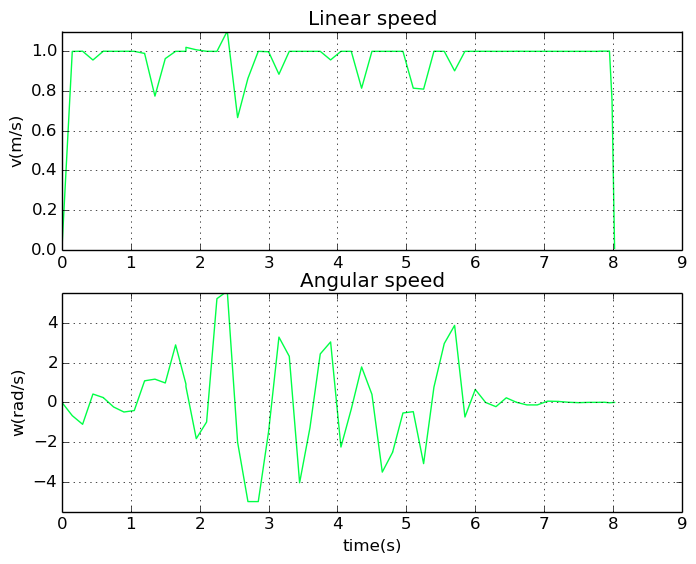 Linear speed
v(m/s)
1.0
0.8
0.6
0.4
0.2
0.0
0 1 2 3 4 5 6 7 8 9
Angular speed
w(rad/s)
4
2
0
−2
−4
0 1 2 3 4 5 6 7 8 9
time(s)